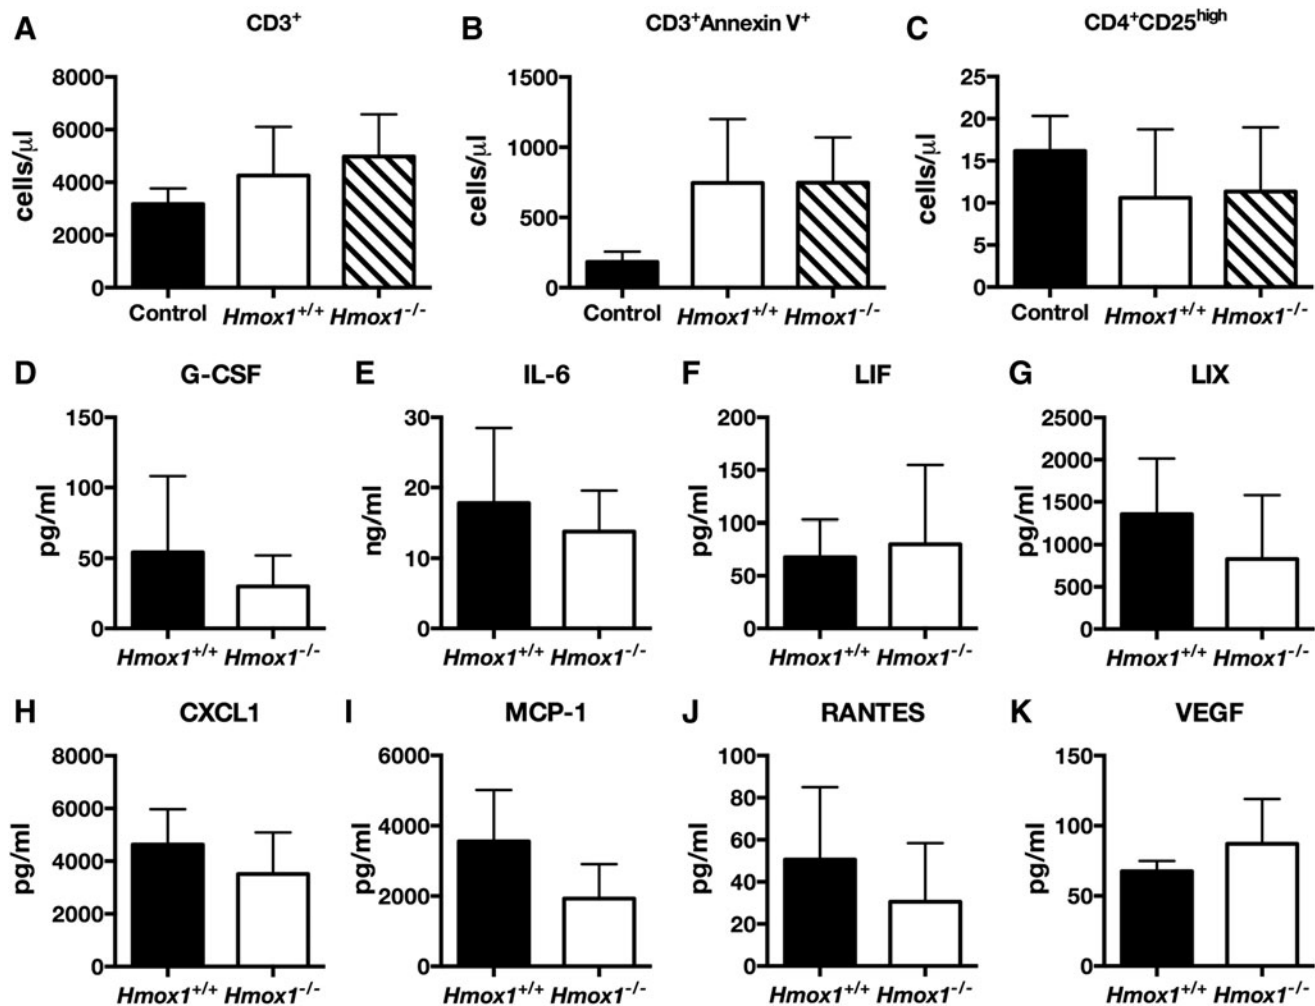 A CD3⁺
B CD3⁺Annexin V⁺
C CD4⁺CD25ʰⁱᵍʰ
cells/μl
8000
6000
4000
2000
0
Control Hmox1⁺/⁺ Hmox1⁻/⁻
cells/μl
1500
1000
500
0
Control Hmox1⁺/⁺ Hmox1⁻/⁻
cells/μl
25
20
15
10
5
0
Control Hmox1⁺/⁺ Hmox1⁻/⁻
D G-CSF
E IL-6
F LIF
G LIX
pg/ml
150
100
50
0
Hmox1⁺/⁺ Hmox1⁻/⁻
ng/ml
30
20
10
0
Hmox1⁺/⁺ Hmox1⁻/⁻
pg/ml
200
150
100
50
0
Hmox1⁺/⁺ Hmox1⁻/⁻
pg/ml
2500
2000
1500
1000
500
0
Hmox1⁺/⁺ Hmox1⁻/⁻
H CXCL1
I MCP-1
J RANTES
K VEGF
pg/ml
8000
6000
4000
2000
0
Hmox1⁺/⁺ Hmox1⁻/⁻
pg/ml
6000
4000
2000
0
Hmox1⁺/⁺ Hmox1⁻/⁻
pg/ml
100
80
60
40
20
0
Hmox1⁺/⁺ Hmox1⁻/⁻
pg/ml
150
100
50
0
Hmox1⁺/⁺ Hmox1⁻/⁻